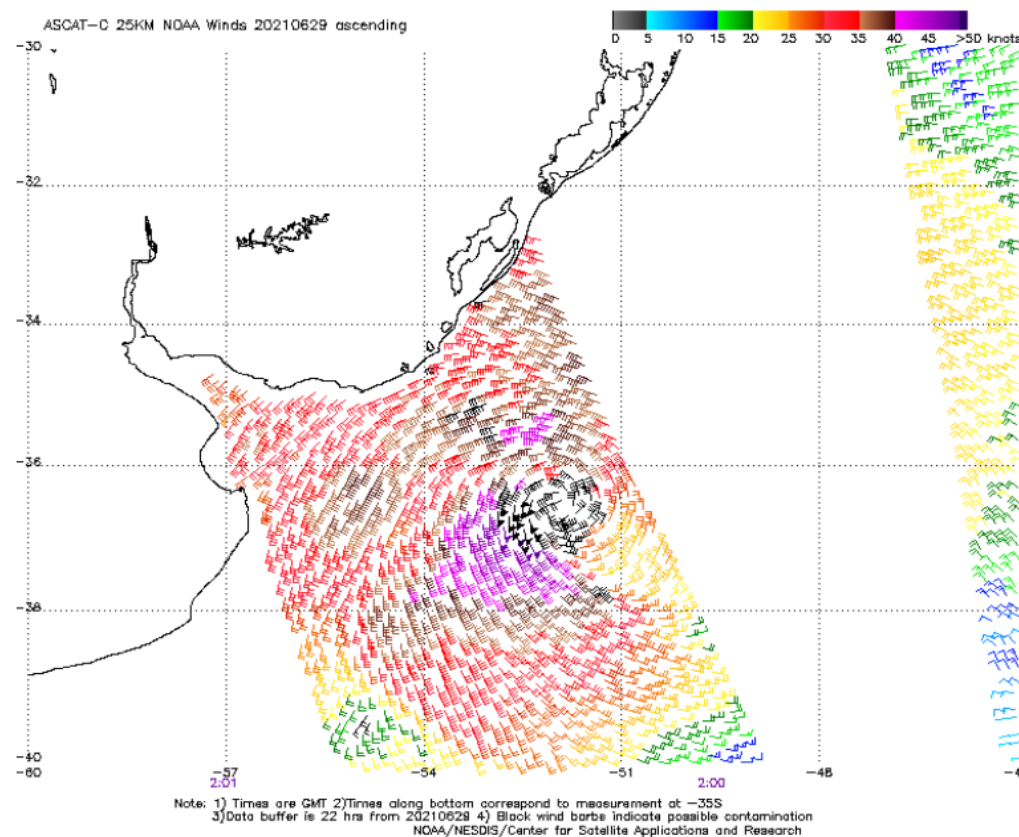 ASCAT-C 25KM NOAA Winds 20210629 ascending
0 5 10 15 20 25 30 35 40 45 >50 knots
-30
-32
-34
-36
-38
-40
-60 -57 -54 -51 -48 -4
2:01 2:00
Note: 1) Times are GMT 2)Times along bottom correspond to measurement at -35S
3)Data buffer is 22 hrs from 20210629 4) Black wind barbs indicate possible contamination
NOAA/NESDIS/Center for Satellite Applications and Research